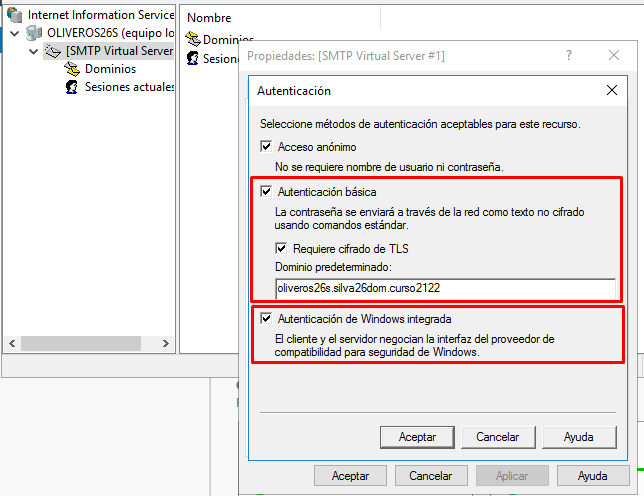 Internet Information Service
OLIVEROS26S (equipo lo
[SMTP Virtual Server
Dominios
Sesiones actuales
Nombre
Dominios
Sesione
Propiedades: [SMTP Virtual Server #1]
Autenticación
Seleccione métodos de autenticación aceptables para este recurso.
Acceso anónimo
No se requiere nombre de usuario ni contraseña.
Autenticación básica
La contraseña se enviará a través de la red como texto no cifrado
usando comandos estándar.
Requiere cifrado de TLS
Dominio predeterminado:
oliveros26s.silva26dom.curso2122
Autenticación de Windows integrada
El cliente y el servidor negocian la interfaz del proveedor de
compatibilidad para seguridad de Windows.
Aceptar
Cancelar
Ayuda
Aceptar
Cancelar
Aplicar
Ayuda